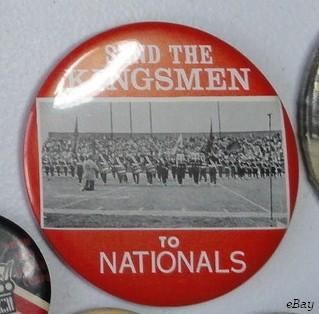 SEND THE
KINGSMEN
TO
NATIONALS
eBay